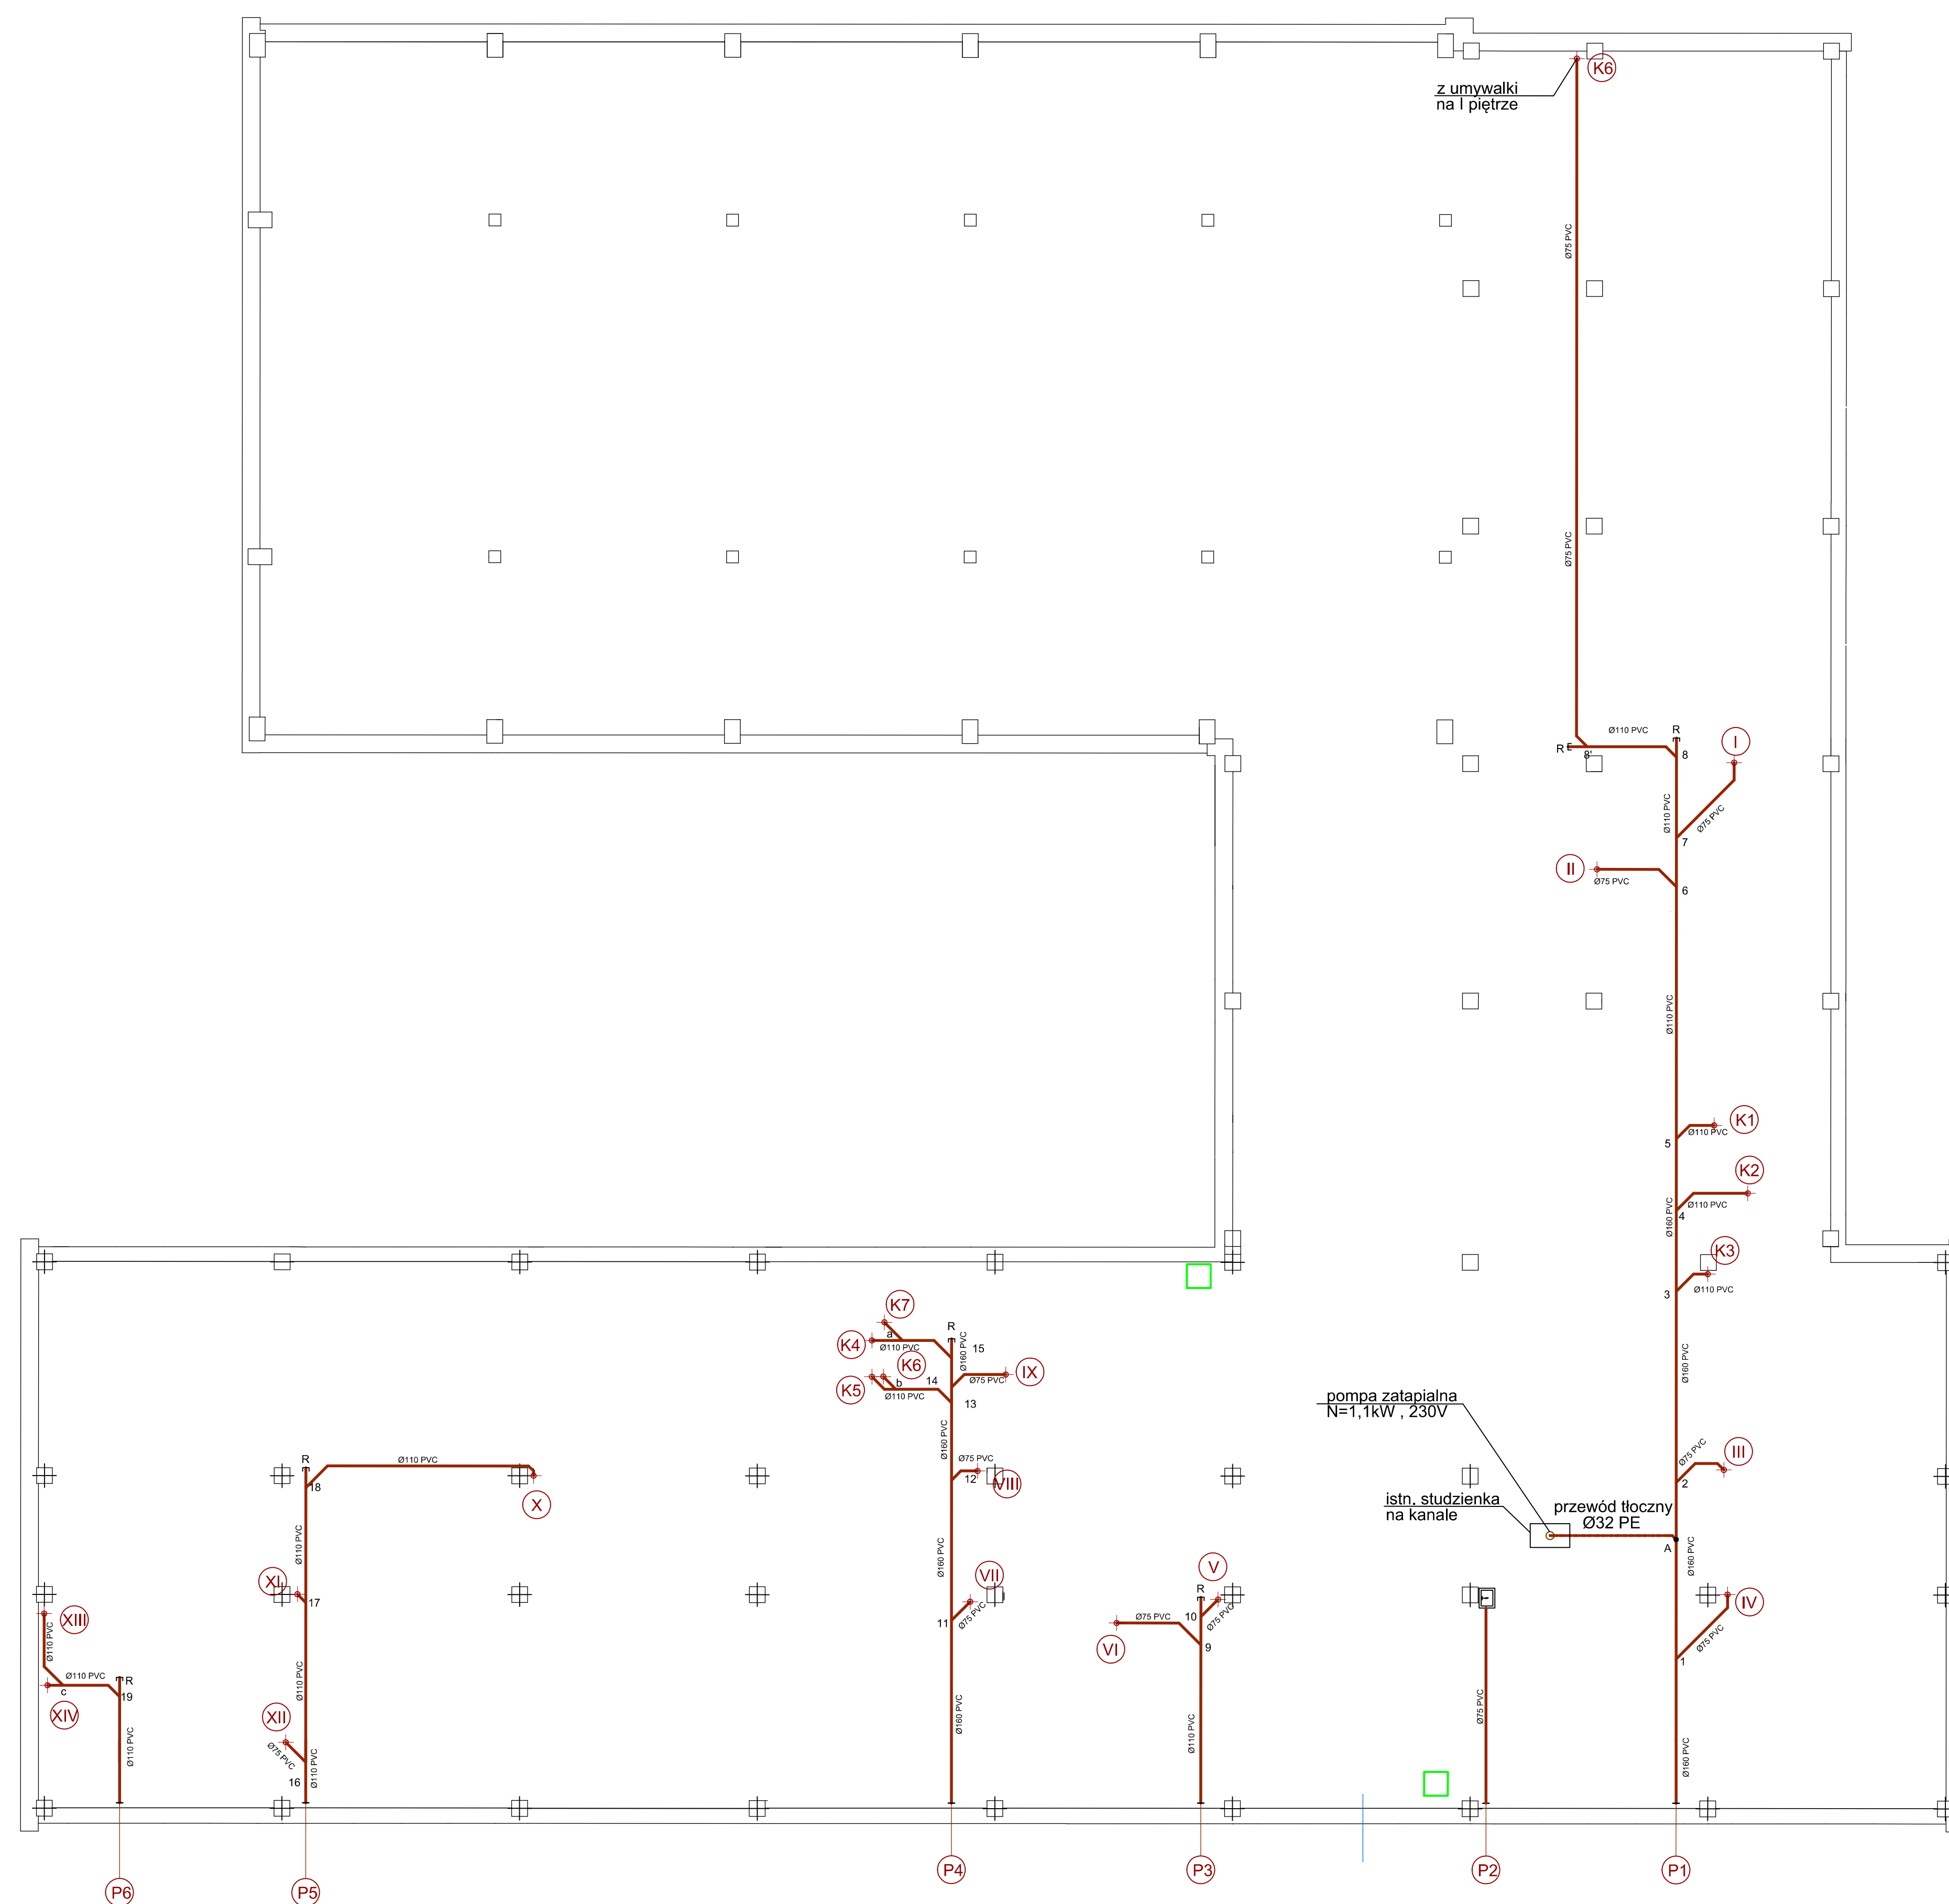 K6
z umywalki
na I piętrze
Ø75 PVC
Ø75 PVC
Ø110 PVC
R
R
8'
8
I
Ø110 PVC
Ø75 PVC
7
II
Ø75 PVC
6
Ø110 PVC
K1
Ø110 PVC
5
K2
Ø110 PVC
Ø160 PVC
4
K3
Ø110 PVC
3
Ø160 PVC
K7
K4
a
Ø110 PVC
R
Ø160 PVC
15
K6
K5
b
14
Ø110 PVC
IX
Ø75 PVC
13
Ø160 PVC
pompa zatapialna
N=1,1kW , 230V
Ø75 PVC
12
VIII
Ø75 PVC
III
2
istn. studzienka
na kanale
przewód tłoczny
Ø32 PE
A
Ø160 PVC
R
18
Ø110 PVC
X
Ø110 PVC
XI
17
Ø160 PVC
VII
Ø75 PVC
11
V
R
10
Ø75 PVC
Ø75 PVC
VI
9
IV
Ø75 PVC
1
XIII
Ø110 PVC
Ø110 PVC
R
c
19
XIV
Ø110 PVC
Ø110 PVC
XII
Ø75 PVC
16
Ø110 PVC
Ø160 PVC
Ø110 PVC
Ø75 PVC
Ø160 PVC
P6
P5
P4
P3
P2
P1